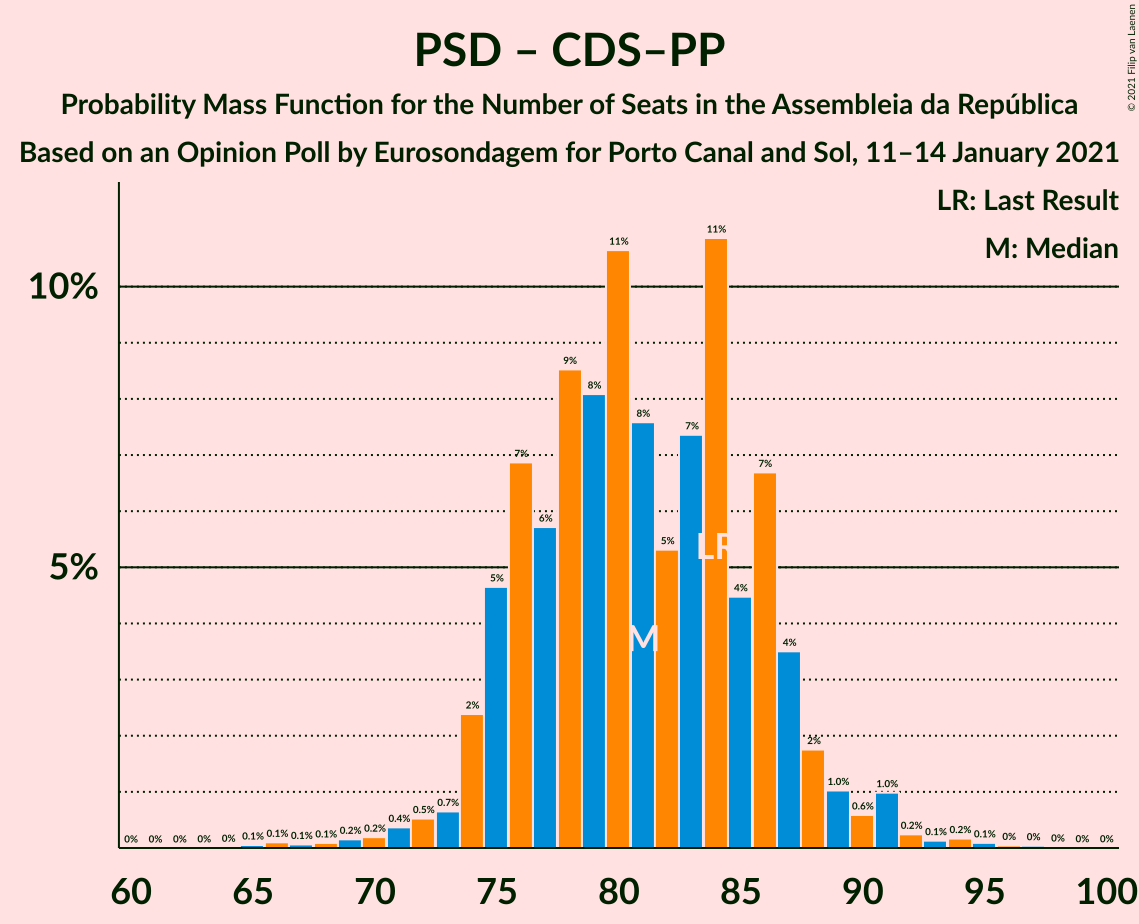 PSD – CDS–PP
Probability Mass Function for the Number of Seats in the Assembleia da República
Based on an Opinion Poll by Eurosondagem for Porto Canal and Sol, 11–14 January 2021
© 2021 Filip van Laenen
LR: Last Result
M: Median
10%
5%
0% 0% 0% 0% 0% 0.1% 0.1% 0.1% 0.1% 0.2% 0.2% 0.4% 0.5% 0.7% 2% 5% 7% 6% 9% 8% 11% 8% 5% 7% 11% 4% 7% 4% 2% 1.0% 0.6% 1.0% 0.2% 0.1% 0.2% 0.1% 0% 0% 0% 0% 0%
LR
M
60 65 70 75 80 85 90 95 100